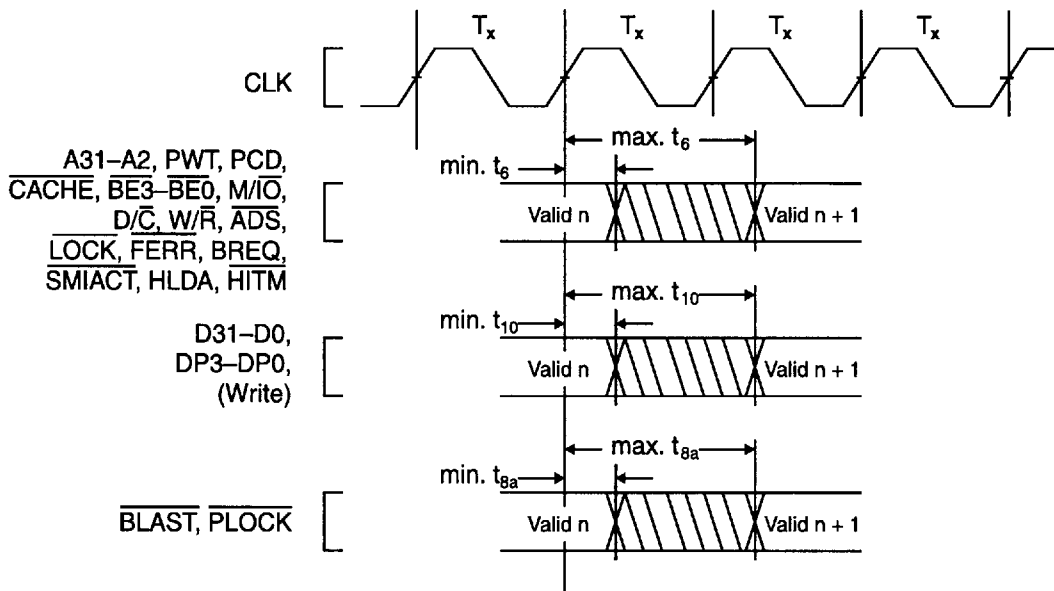 Tx Tx Tx Tx
CLK
max. t6
min. t6
A31–A2, PWT, PCD,
CACHE, BE3–BE0, M/IO,
D/C, W/R, ADS,
LOCK, FERR, BREQ,
SMIACT, HLDA, HITM
Valid n
Valid n + 1
max. t10
min. t10
D31–D0,
DP3–DP0,
(Write)
Valid n
Valid n + 1
max. t8a
min. t8a
BLAST, PLOCK
Valid n
Valid n + 1